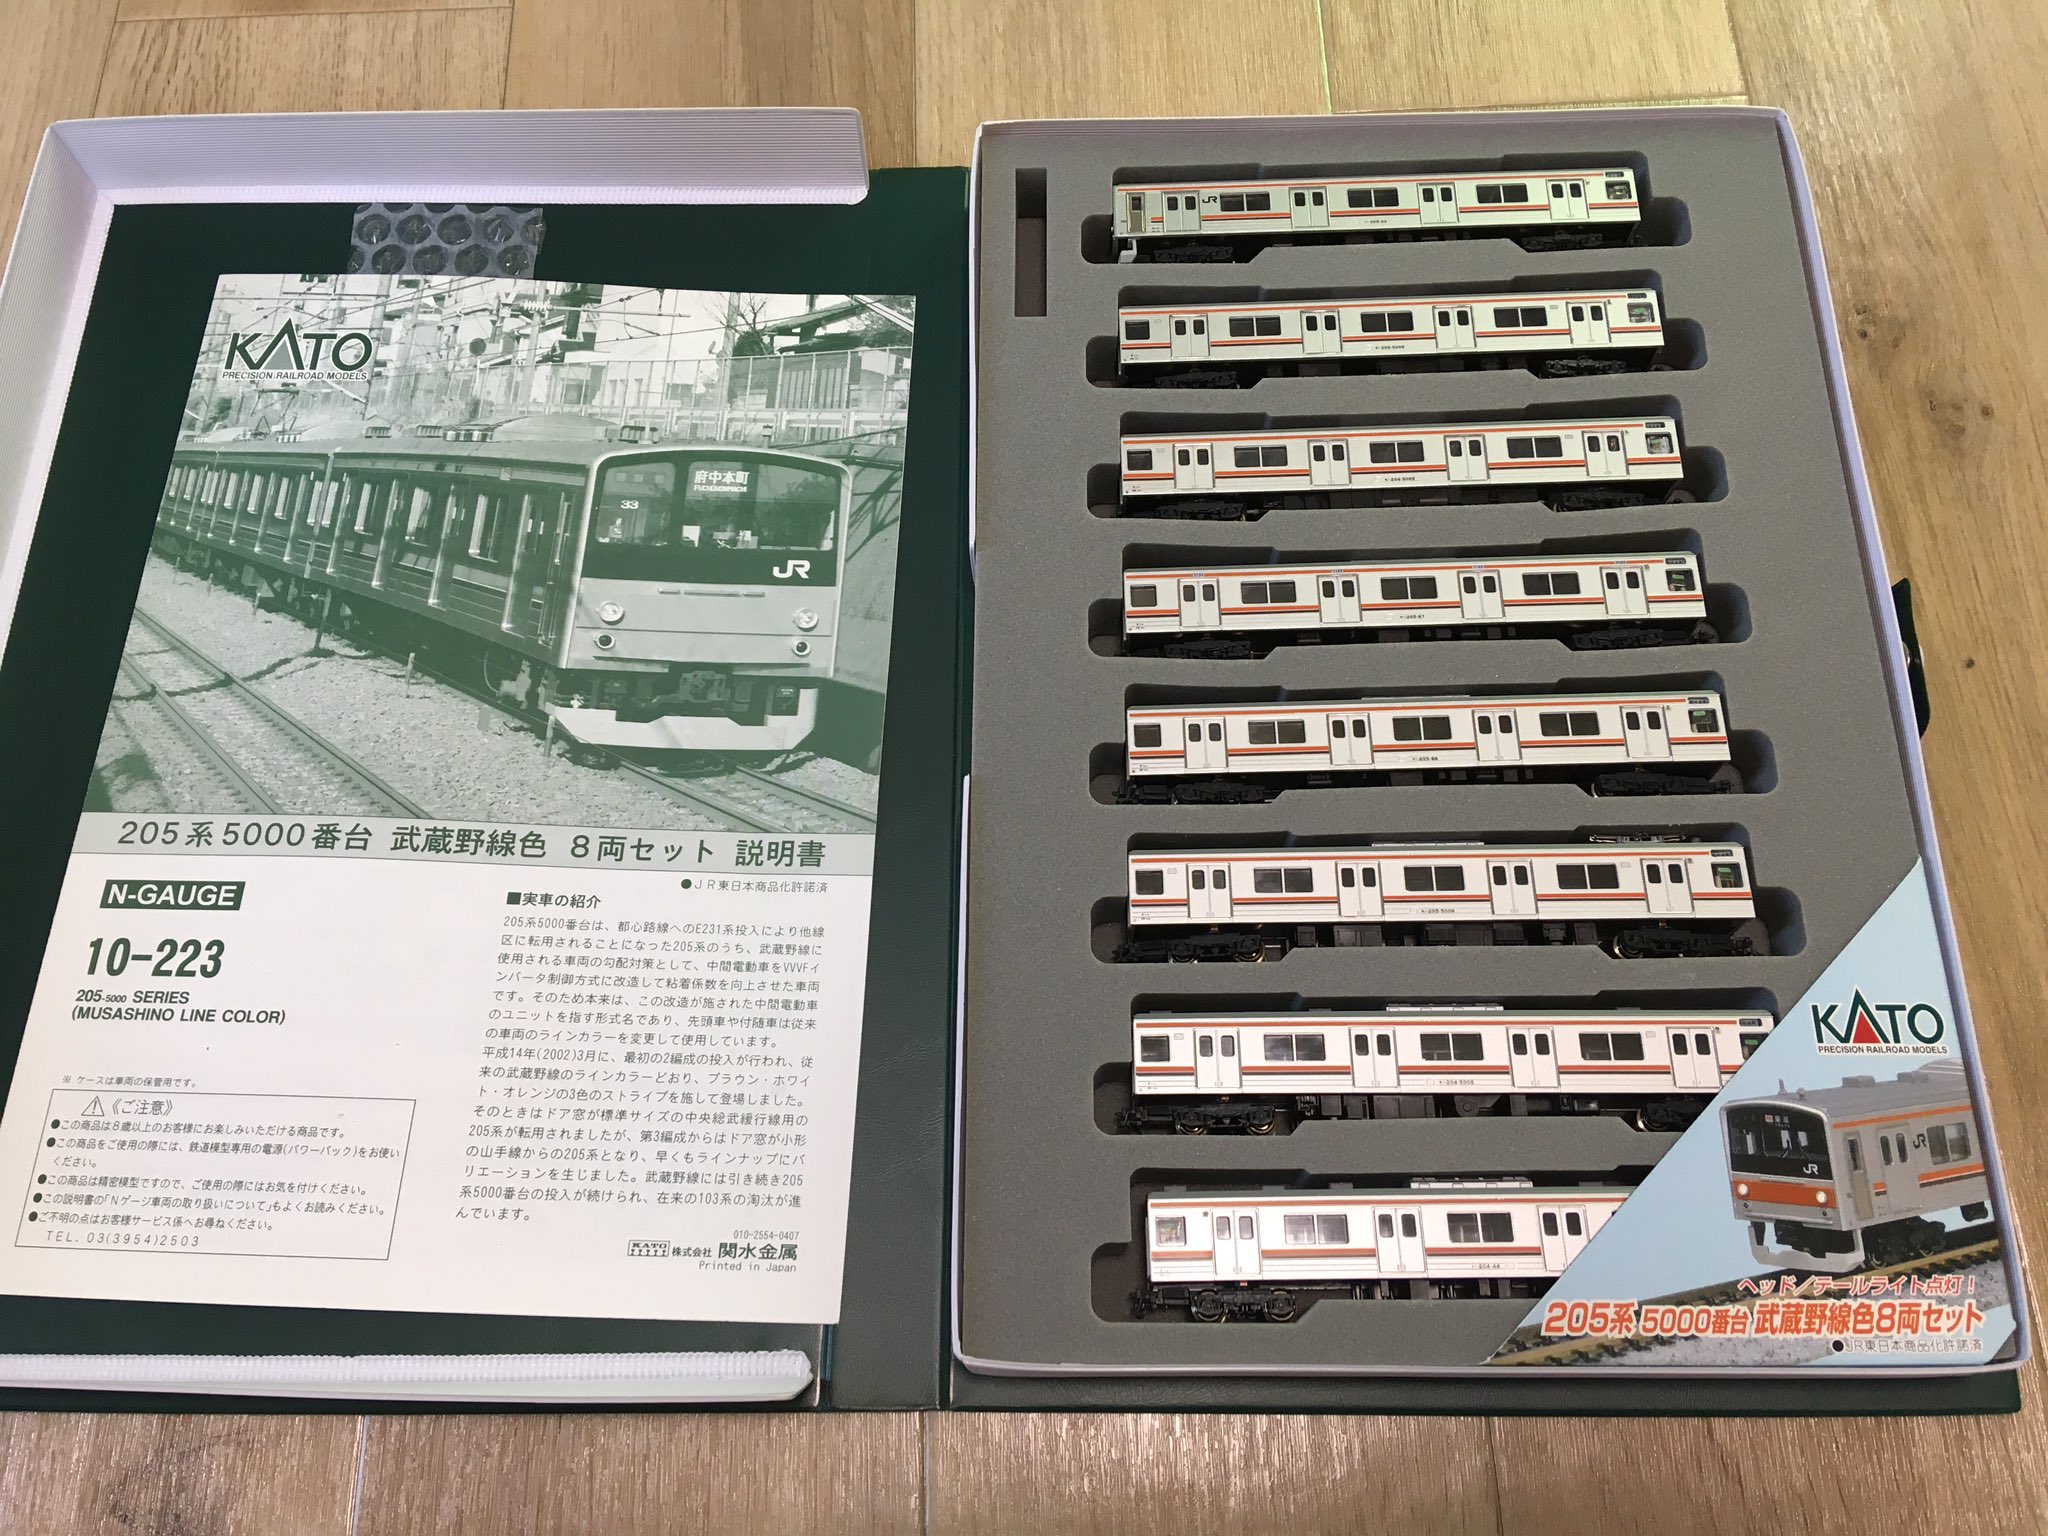 KATO
PRECISION RAILROAD MODELS
府中本町
FUCHŪHOMMACHI
33
JR
205系5000番台 武蔵野線色 8両セット 説明書
●JR東日本商品化許諾済
N-GAUGE
10-223
205-5000 SERIES
(MUSASHINO LINE COLOR)
※ ケースは車両の保管用です。
⚠《ご注意》
●この商品は8歳以上のお客様にお楽しみいただける商品です。
●この商品をご使用の際には、鉄道模型専用の電源(パワーパック)をお使い
ください。
●この商品は精密模型ですので、ご使用の際にはお気を付けください。
●この説明書の「Nゲージ車両の取り扱いについて」もよくお読みください。
●ご不明の点はお客様サービス係へお尋ねください。
TEL. 03(3954)2503
■実車の紹介
205系5000番台は、都心路線へのE231系投入により他線
区に転用されることになった205系のうち、武蔵野線に
使用される車両の勾配対策として、中間電動車をVVVFイ
ンバータ制御方式に改造して粘着係数を向上させた車両
です。そのため本来は、この改造が施された中間電動車
のユニットを指す形式名であり、先頭車や付随車は従来
の車両のラインカラーを変更して使用しています。
平成14年(2002)3月に、最初の2編成の投入が行われ、従
来の武蔵野線のラインカラーどおり、ブラウン・ホワイ
ト・オレンジの3色のストライプを施して登場しました。
そのときはドア窓が標準サイズの中央総武緩行線用の
205系が転用されましたが、第3編成からはドア窓が小形
の山手線からの205系となり、早くもラインナップにバ
リエーションを生じました。武蔵野線には引き続き205
系5000番台の投入が続けられ、在来の103系の淘汰が進
んでいます。
010-2554-0407
KATO 株式会社 関水金属
Printed in Japan
JR
KATO
PRECISION RAILROAD MODELS
JR
JR
ヘッド/テールライト点灯!
205系 5000番台 武蔵野線色8両セット
●JR東日本商品化許諾済